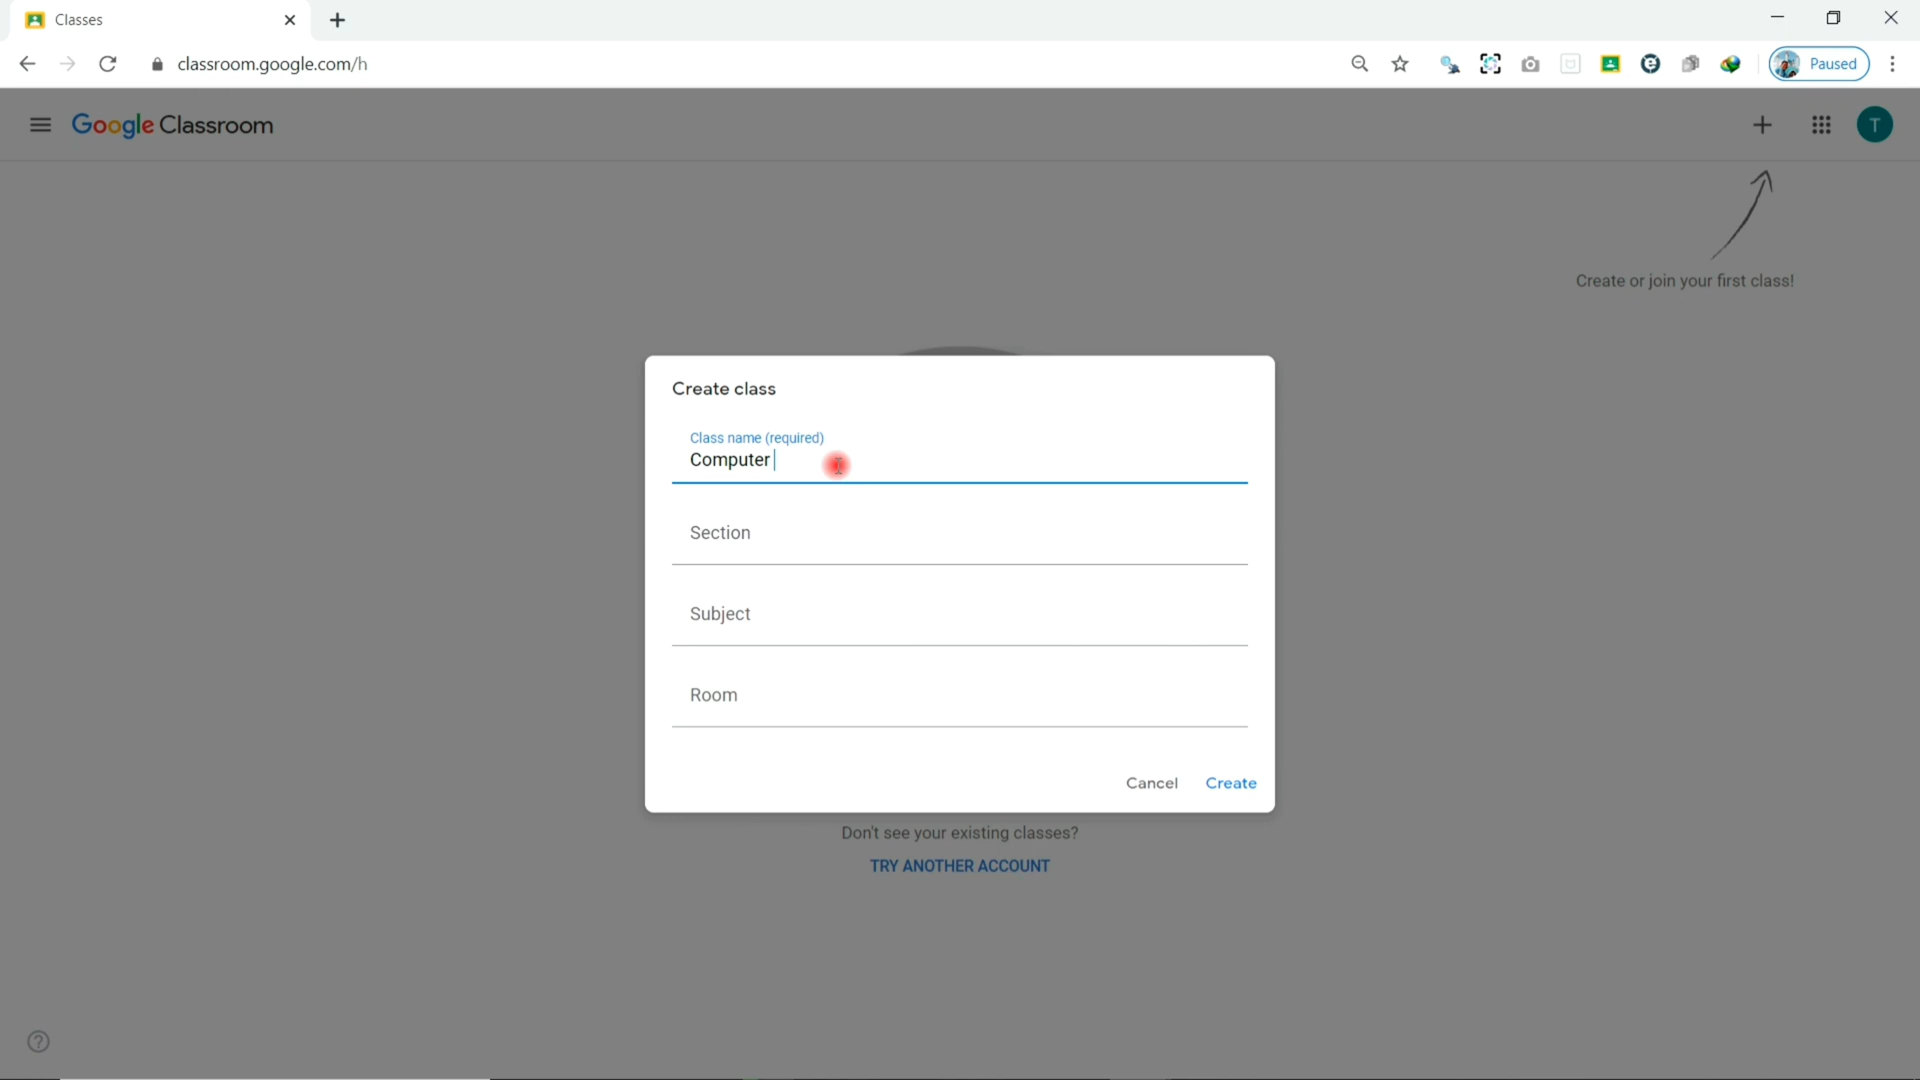 Classes
classroom.google.com/h
Paused
Google Classroom
T
Create or join your first class!
Create class
Class name (required)
Computer
Section
Subject
Room
Cancel
Create
Don't see your existing classes?
TRY ANOTHER ACCOUNT